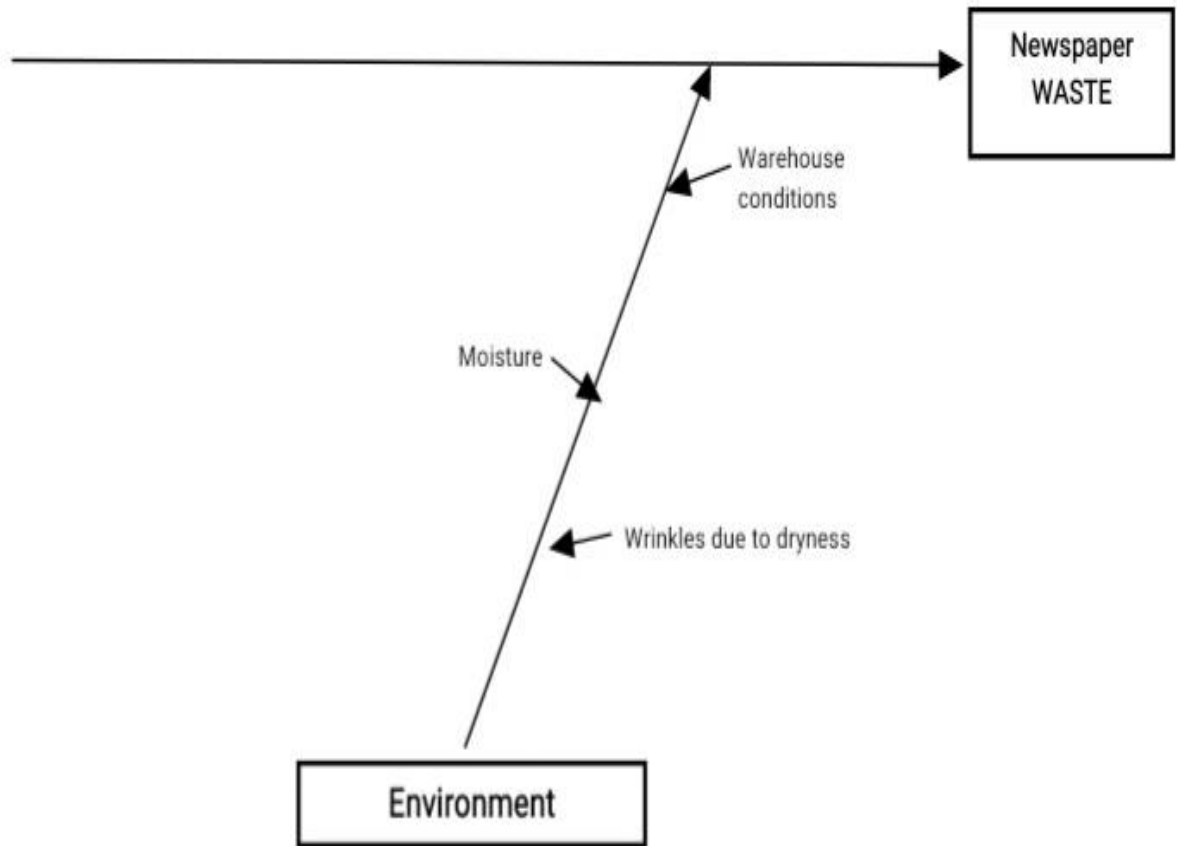 Newspaper
WASTE
Warehouse
conditions
Moisture
Wrinkles due to dryness
Environment